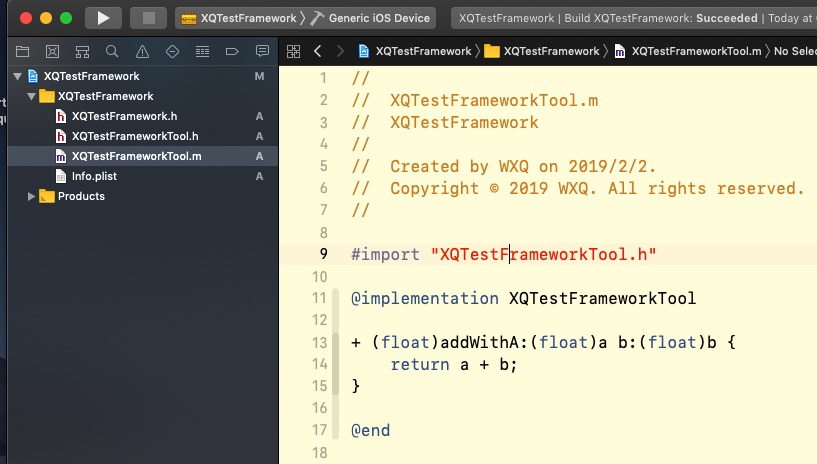 XQTestFramework 〉 Generic iOS Device
XQTestFramework | Build XQTestFramework: Succeeded | Today at
XQTestFramework 〉 XQTestFramework 〉 XQTestFrameworkTool.m 〉 No Selec
XQTestFramework M
XQTestFramework
XQTestFramework.h A
XQTestFrameworkTool.h A
XQTestFrameworkTool.m A
Info.plist A
Products
1 //
2 //  XQTestFrameworkTool.m
3 //  XQTestFramework
4 //
5 //  Created by WXQ on 2019/2/2.
6 //  Copyright © 2019 WXQ. All rights reserved.
7 //
8
9 #import "XQTestFrameworkTool.h"
10
11 @implementation XQTestFrameworkTool
12
13 + (float)addWithA:(float)a b:(float)b {
14     return a + b;
15 }
16
17 @end
18